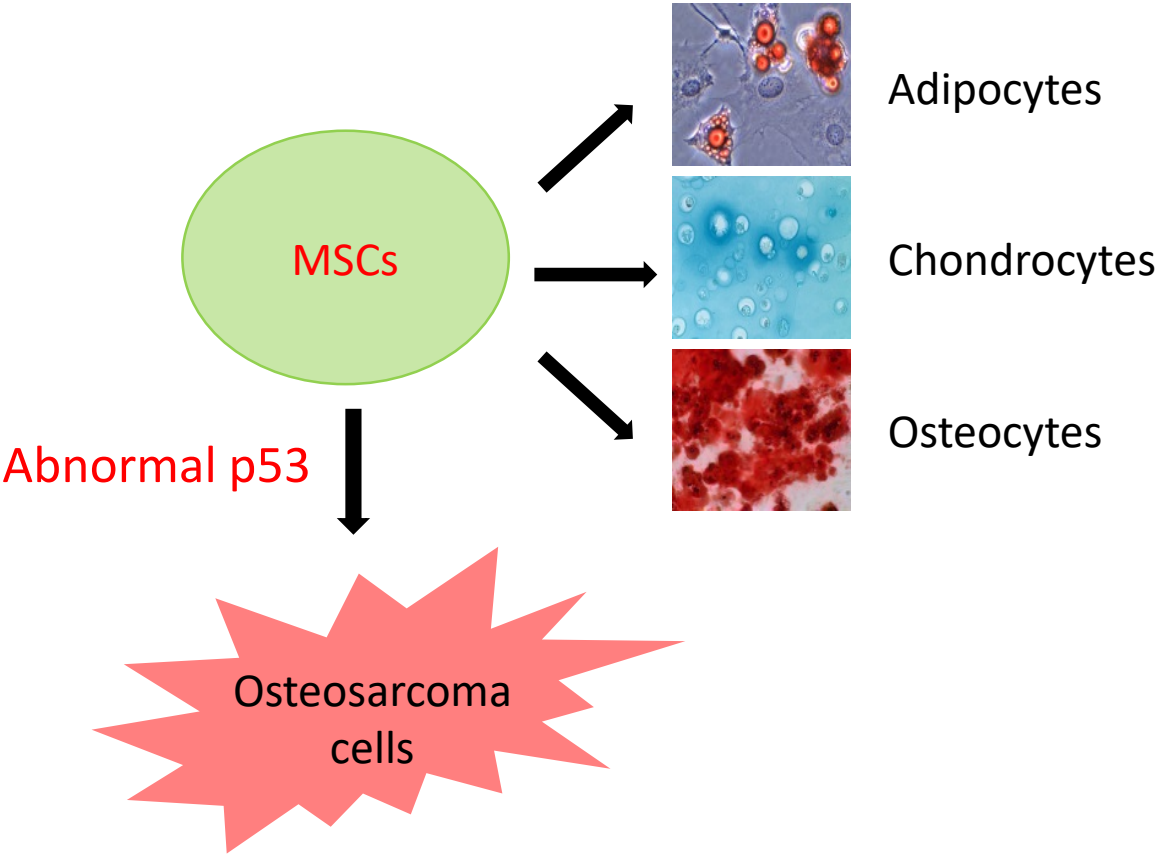 Adipocytes
MSCs
Chondrocytes
Osteocytes
Abnormal p53
Osteosarcoma
cells